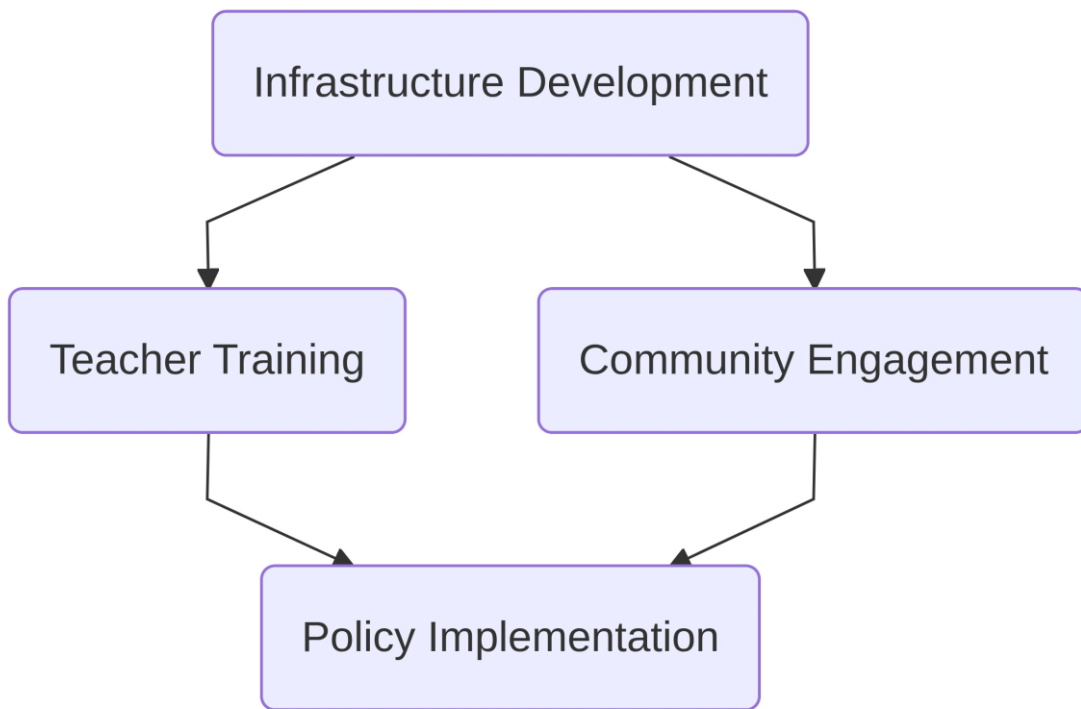 Infrastructure Development
Teacher Training
Community Engagement
Policy Implementation